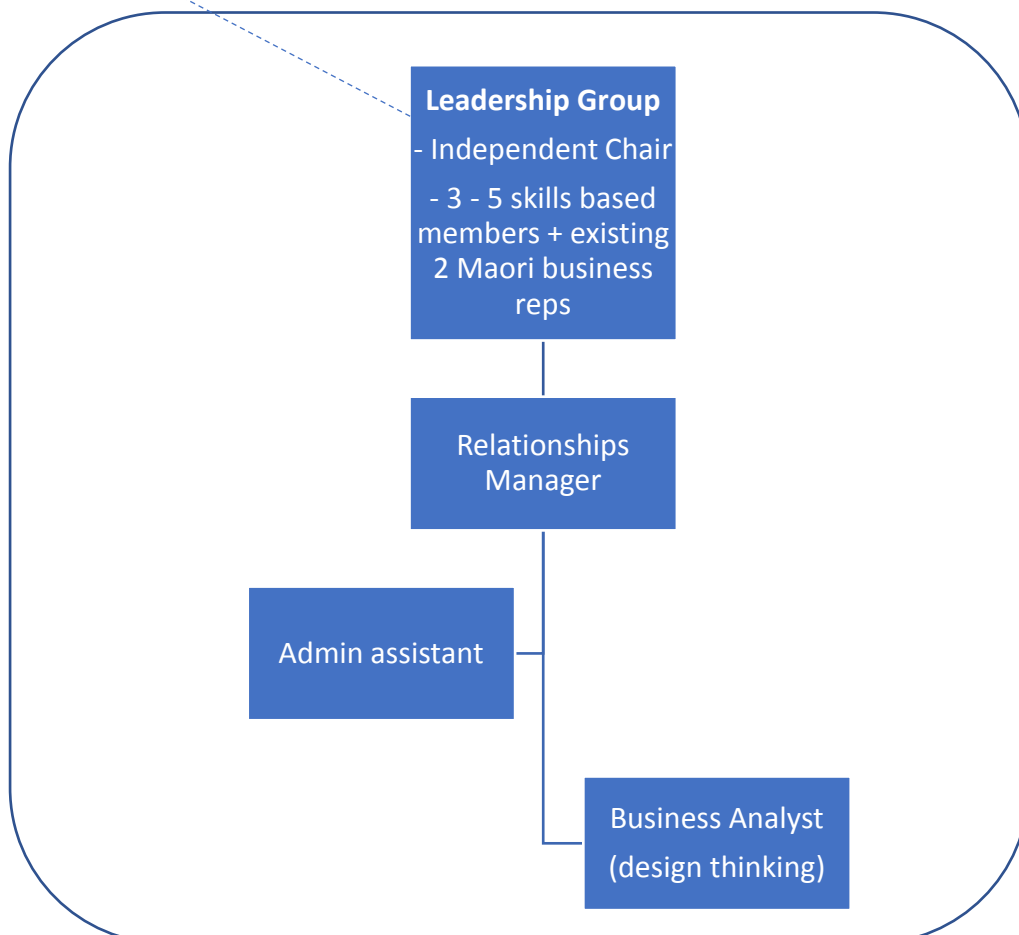 Leadership Group
- Independent Chair
- 3 - 5 skills based
members + existing
2 Maori business
reps
Relationships
Manager
Admin assistant
Business Analyst
(design thinking)